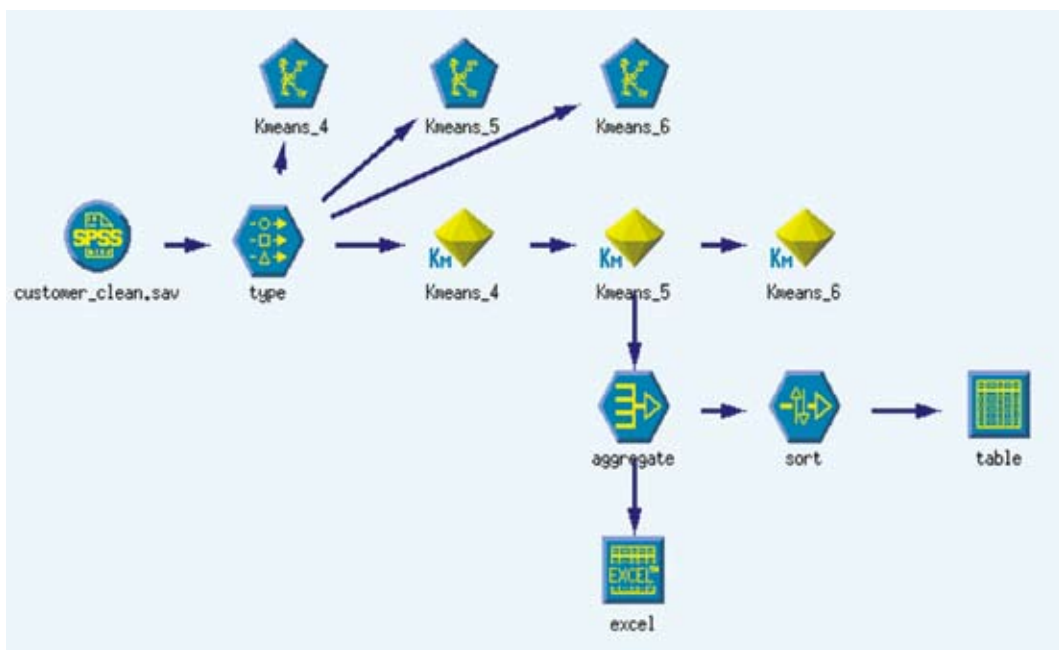 Kmeans_4
Kmeans_5
Kmeans_6
SPSS
customer_clean.sav
type
KM
Kmeans_4
KM
Kmeans_5
KM
Kmeans_6
aggregate
sort
table
EXCEL
excel